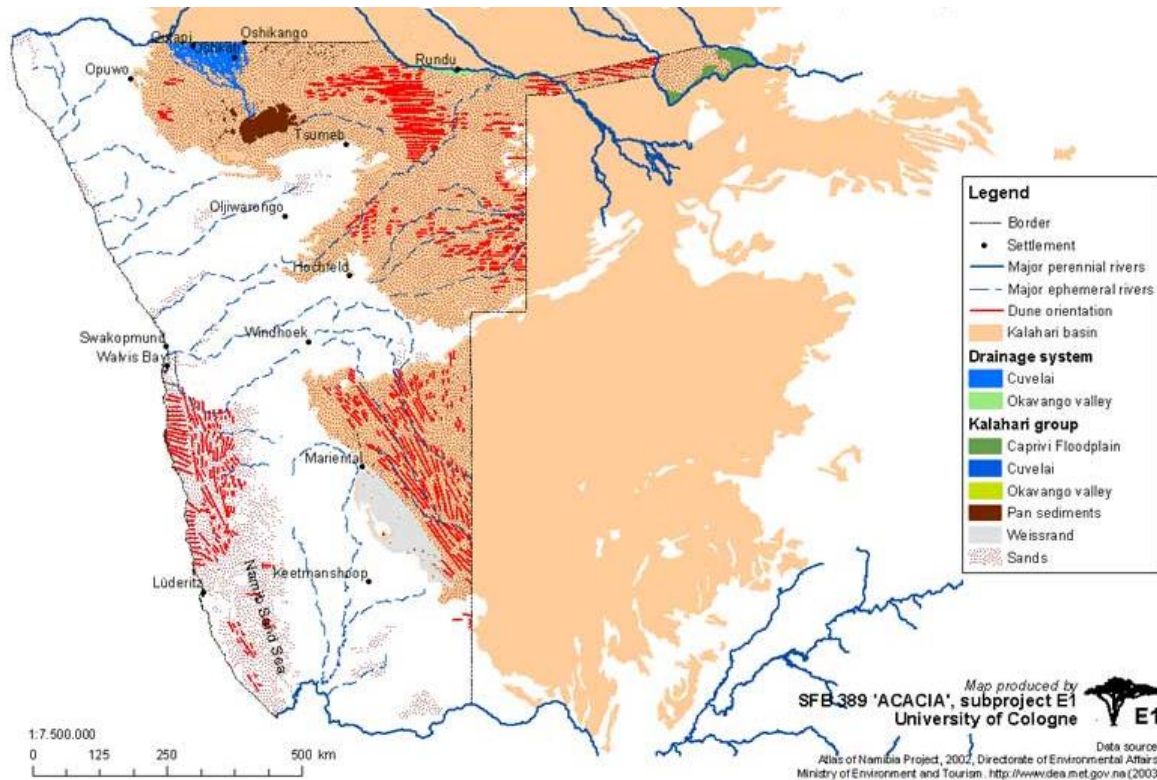 Oshikango
Oshkati
Opuwo
Rundu
Tsumeb
Oljiwarongo
Hochfeld
Windhoek
Swakopmund
Walvis Bay
Mariental
Keetmanshoop
Lüderitz
Namib Sand Sea
Legend
Border
Settlement
Major perennial rivers
Major ephemeral rivers
Dune orientation
Kalahari basin
Drainage system
Cuvelai
Okavango valley
Kalahari group
Caprivi Floodplain
Cuvelai
Okavango valley
Pan sediments
Weissrand
Sands
1:7.500.000
0 125 250 500 km
Map produced by
SFB 389 'ACACIA', subproject E1
University of Cologne
E1
Data source
Atlas of Namibia Project, 2002, Directorate of Environmental Affairs
Ministry of Environment and Tourism. http://www.dea.met.gov.na (2003